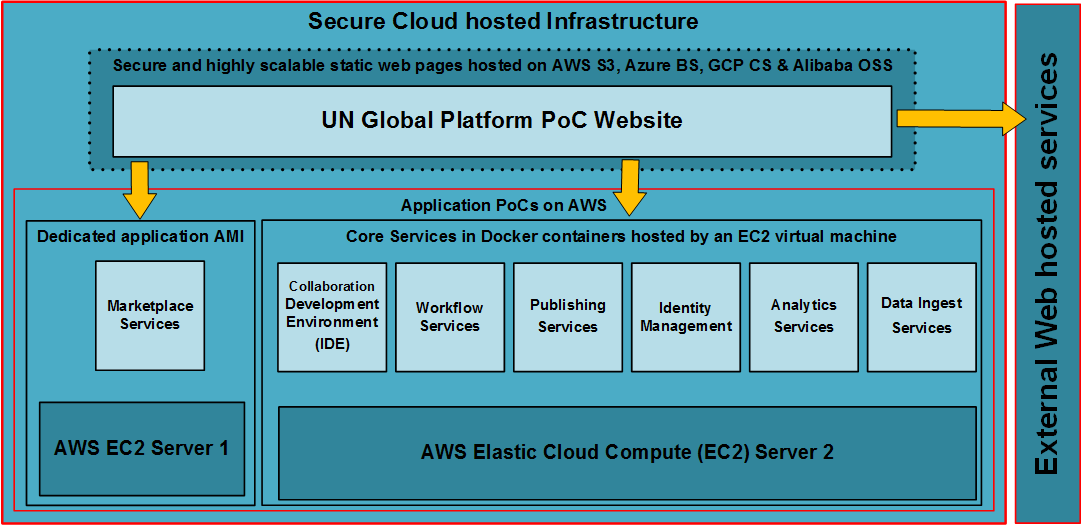 Secure Cloud hosted Infrastructure
Secure and highly scalable static web pages hosted on AWS S3, Azure BS, GCP CS & Alibaba OSS
UN Global Platform PoC Website
Application PoCs on AWS
Dedicated application AMI
Marketplace
Services
AWS EC2 Server 1
Core Services in Docker containers hosted by an EC2 virtual machine
Collaboration
Development
Environment
(IDE)
Workflow
Services
Publishing
Services
Identity
Management
Analytics
Services
Data Ingest
Services
AWS Elastic Cloud Compute (EC2) Server 2
External Web hosted services